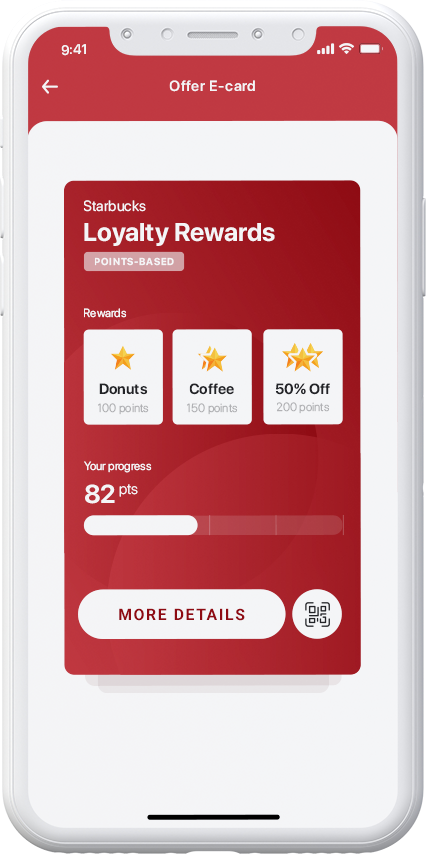 9:41
Offer E-card
Starbucks
Loyalty Rewards
POINTS-BASED
Rewards
Donuts
100 points
Coffee
150 points
50% Off
200 points
Your progress
82 pts
MORE DETAILS